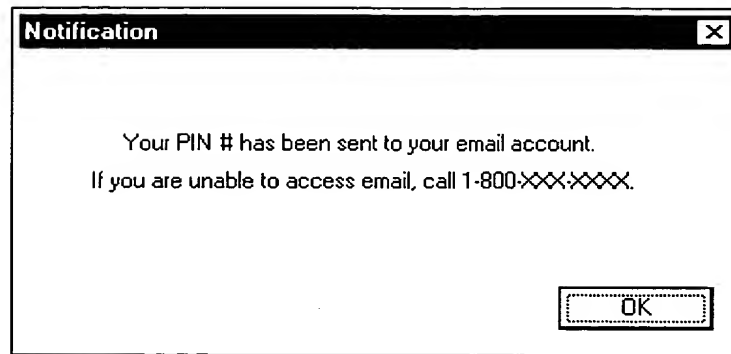 Notification
Your PIN # has been sent to your email account.
If you are unable to access email, call 1-800-XXX-XXXX.
OK